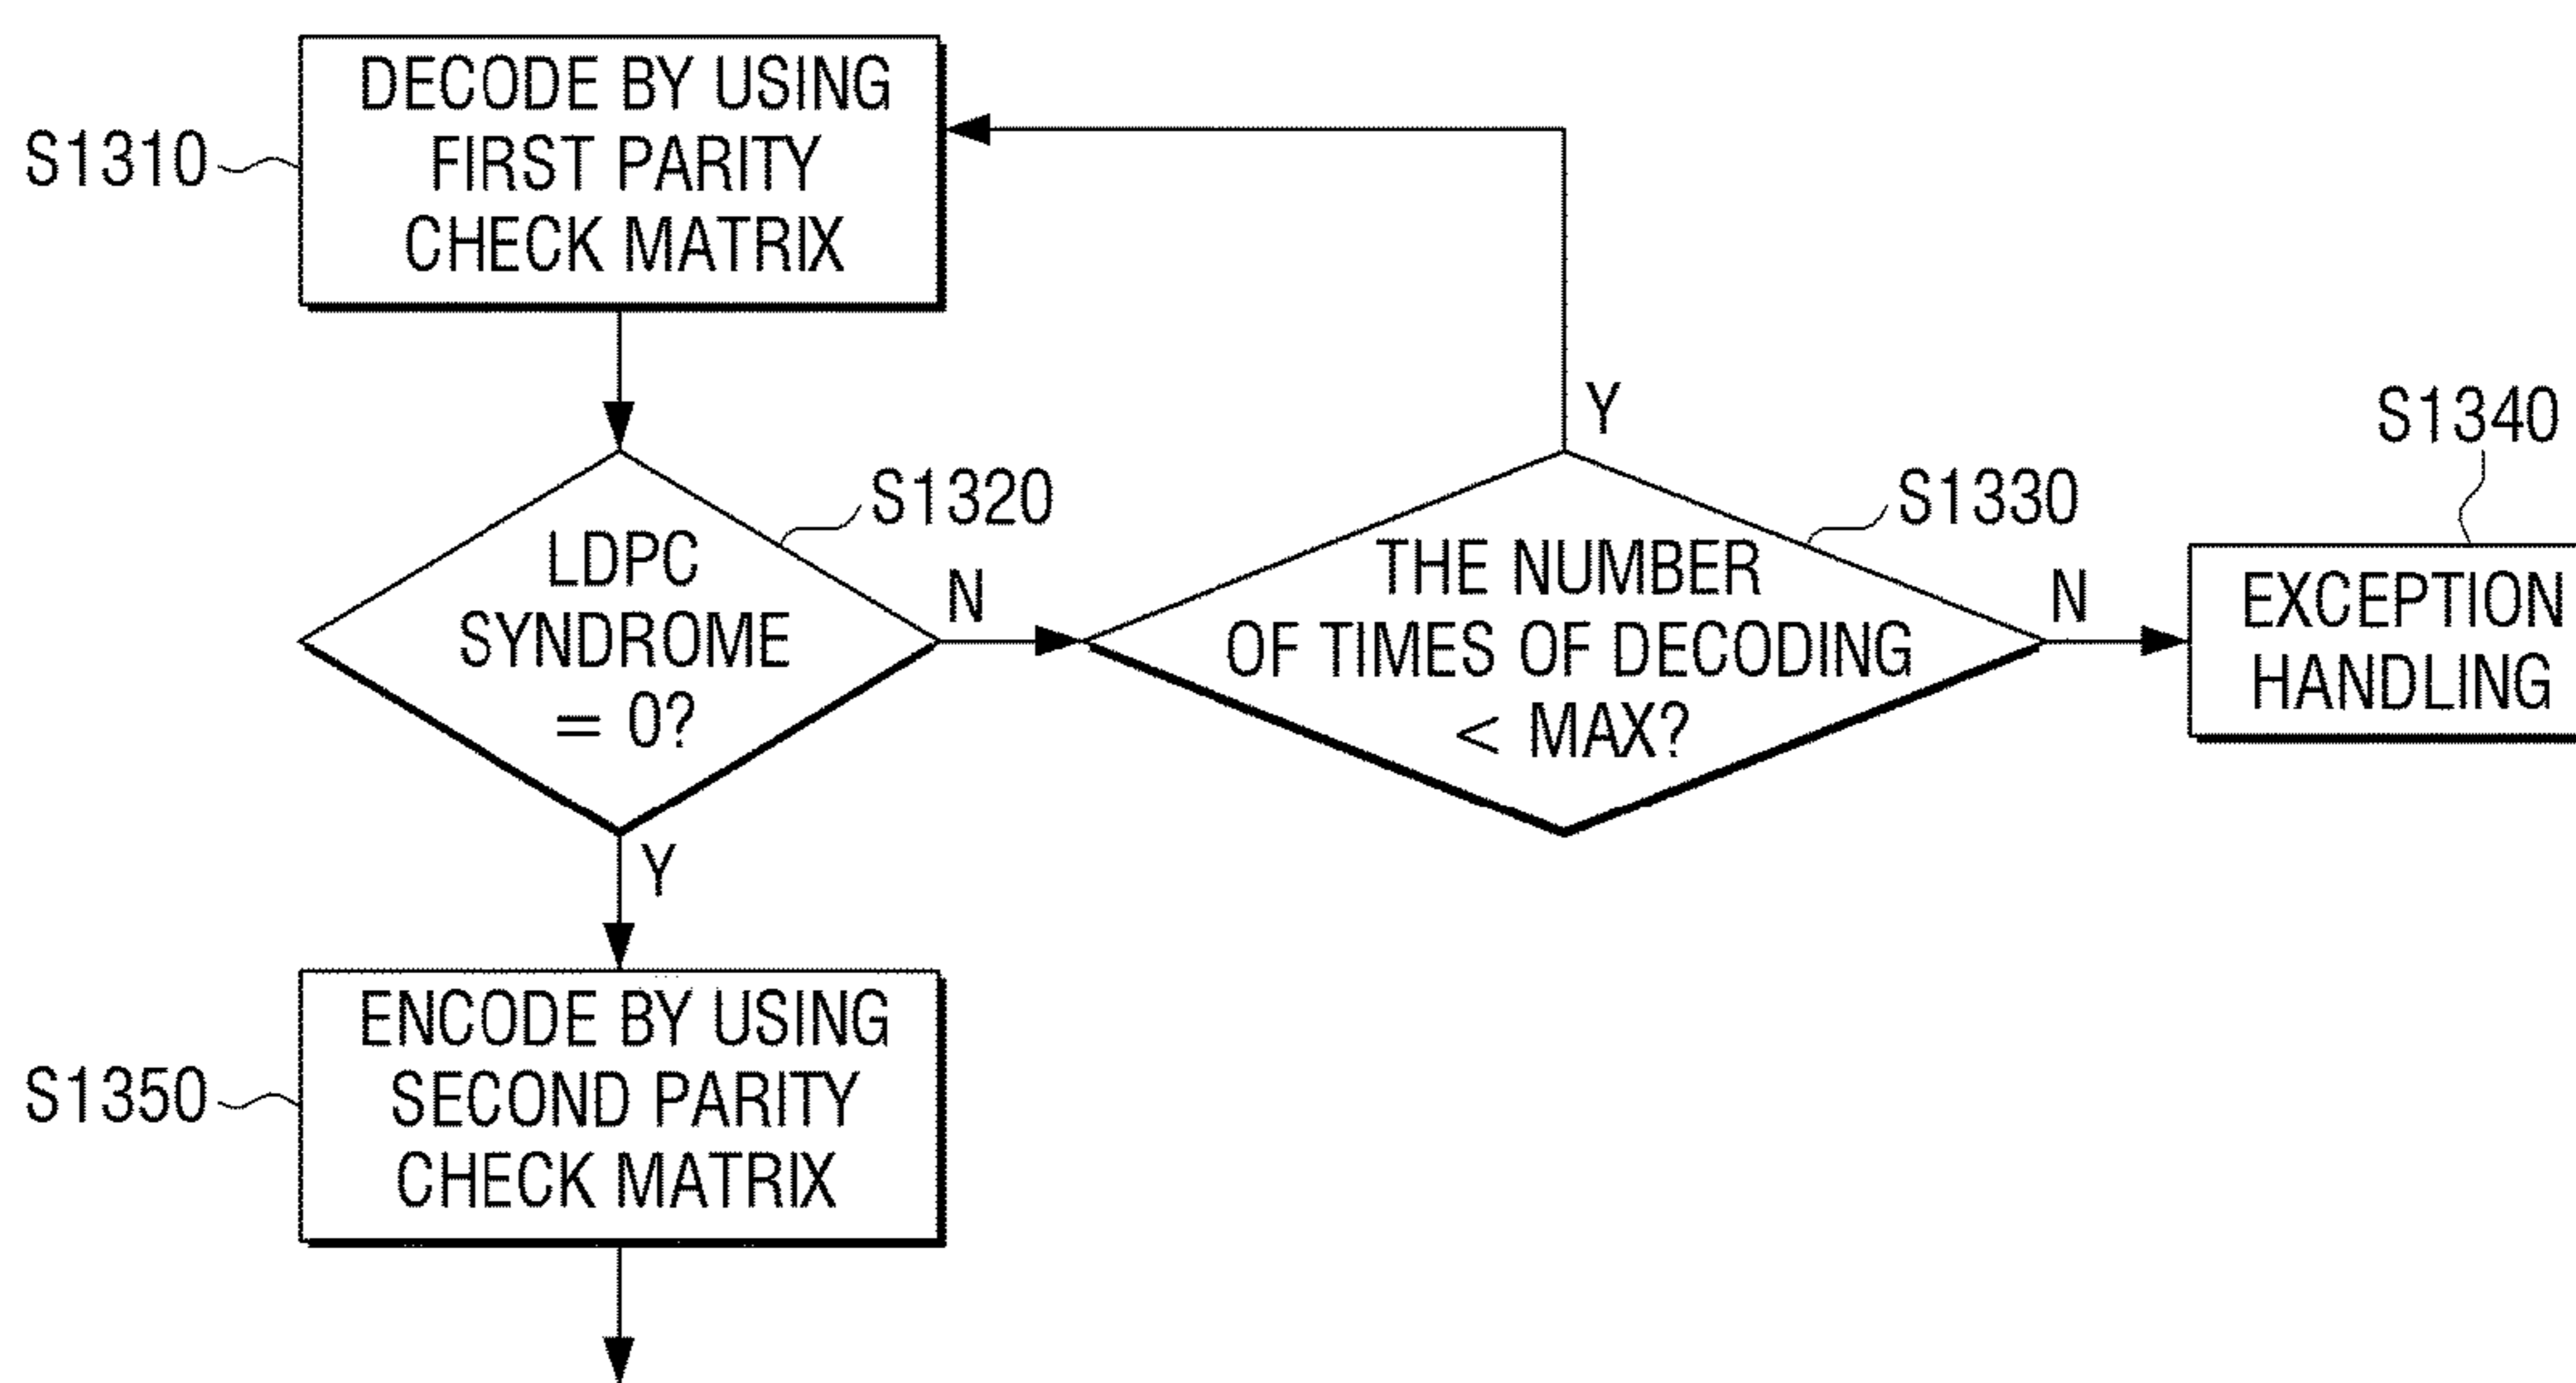 DECODE BY USING
FIRST PARITY
CHECK MATRIX
S1310
LDPC
SYNDROME
= 0?
S1320
N
Y
THE NUMBER
OF TIMES OF DECODING
< MAX?
S1330
Y
N
S1340
EXCEPTION
HANDLING
ENCODE BY USING
SECOND PARITY
CHECK MATRIX
S1350